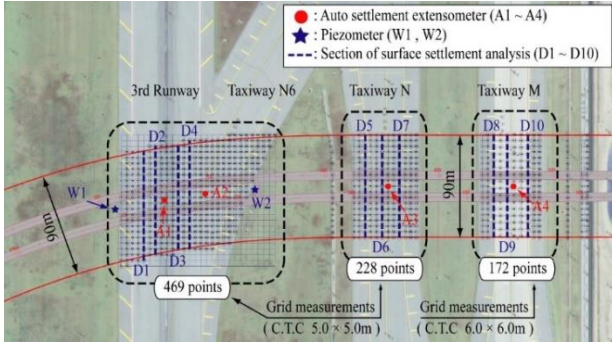 : Auto settlement extensometer (A1 ~ A4)
: Piezometer (W1 , W2)
: Section of surface settlement analysis (D1 ~ D10)
3rd Runway
Taxiway N6
Taxiway N
Taxiway M
D2
D4
D5
D7
D8
D10
W1
A2
W2
A1
A3
A4
90m
90m
D1
D3
D6
D9
469 points
228 points
172 points
Grid measurements
( C.T.C 5.0 x 5.0m )
Grid measurements
(C.T.C 6.0 x 6.0m )